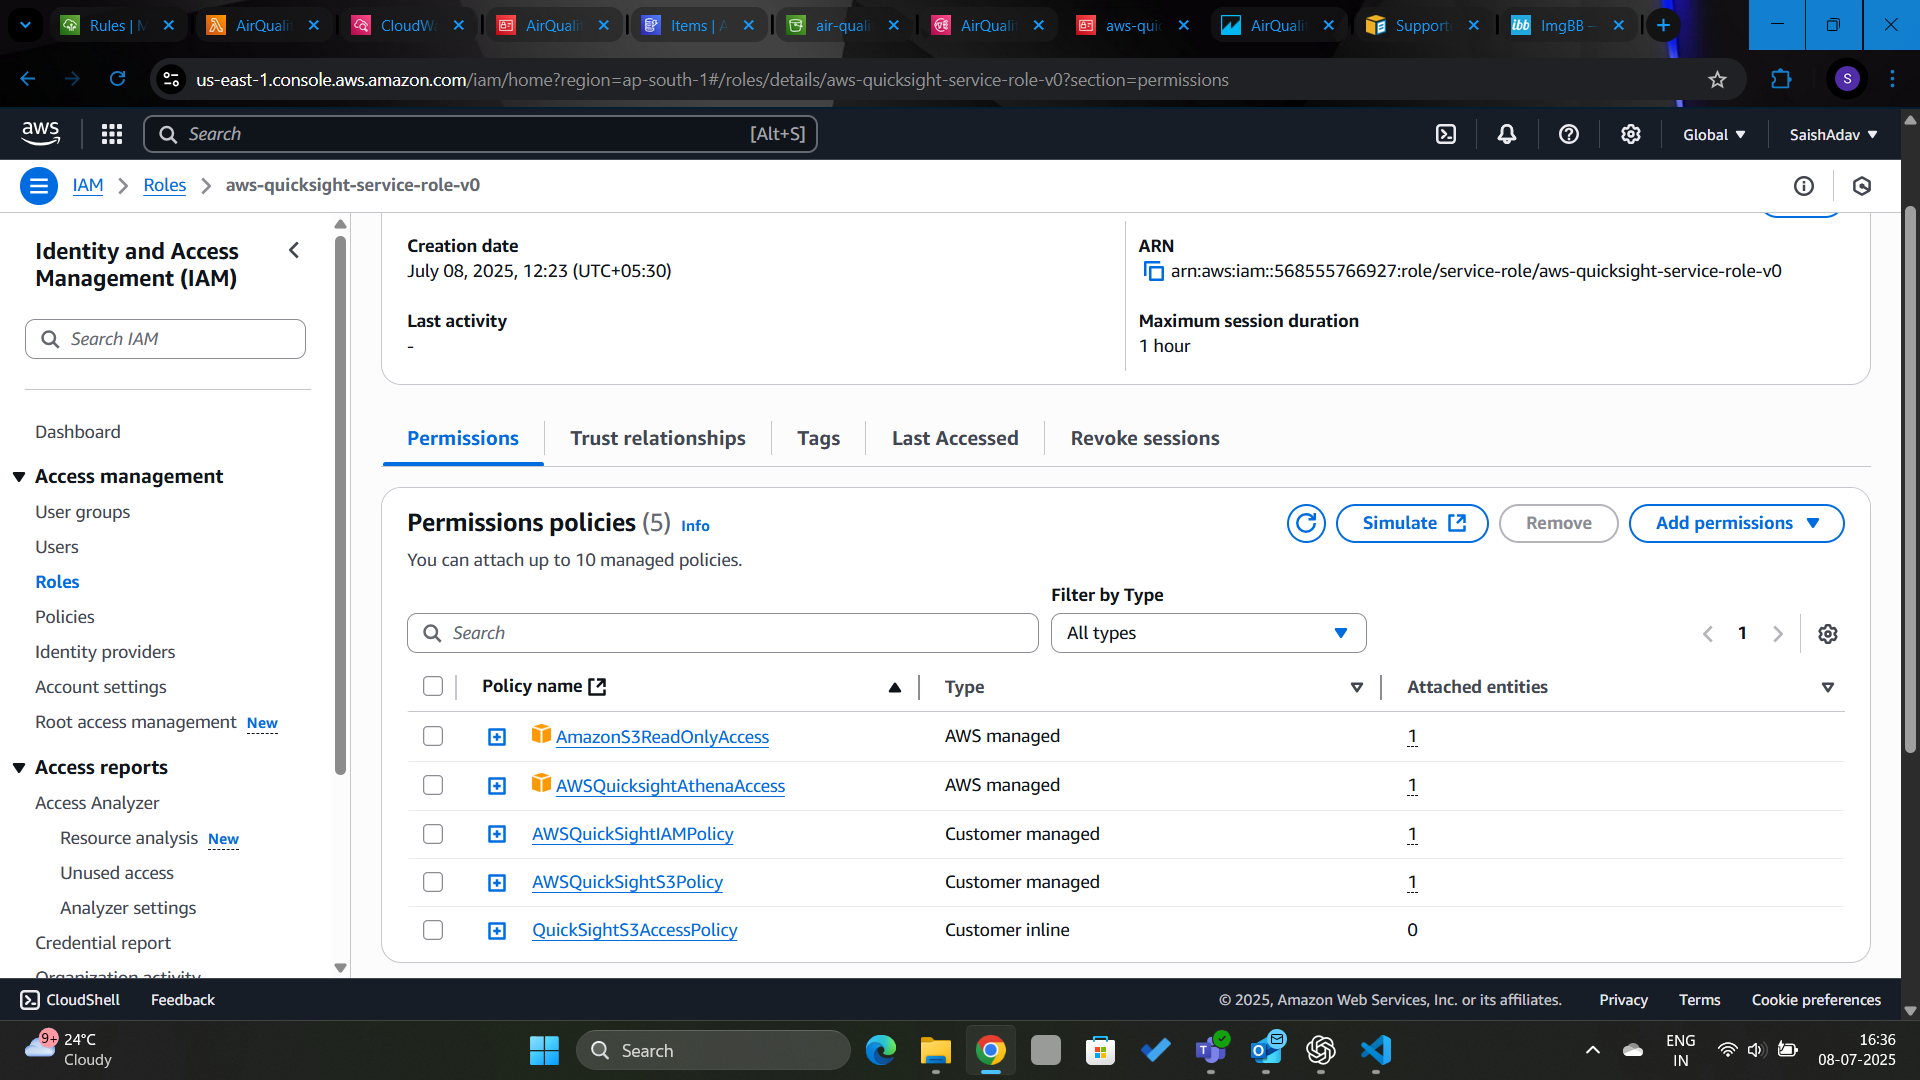 Rules | M
AirQuali
CloudWa
AirQuali
Items | A
air-quali
AirQuali
aws-quic
AirQuali
Supporte
ibb ImgBB —
us-east-1.console.aws.amazon.com/iam/home?region=ap-south-1#/roles/details/aws-quicksight-service-role-v0?section=permissions
S
aws
Search
[Alt+S]
Global
SaishAdav
IAM
Roles
aws-quicksight-service-role-v0
Identity and Access
Management (IAM)
Search IAM
Dashboard
Access management
User groups
Users
Roles
Policies
Identity providers
Account settings
Root access management New
Access reports
Access Analyzer
Resource analysis New
Unused access
Analyzer settings
Credential report
Organization activity
Creation date
July 08, 2025, 12:23 (UTC+05:30)
ARN
arn:aws:iam::568555766927:role/service-role/aws-quicksight-service-role-v0
Last activity
-
Maximum session duration
1 hour
Permissions
Trust relationships
Tags
Last Accessed
Revoke sessions
Permissions policies (5) Info
You can attach up to 10 managed policies.
Simulate
Remove
Add permissions
Filter by Type
Search
All types
1
Policy name
Type
Attached entities
AmazonS3ReadOnlyAccess AWS managed 1
AWSQuicksightAthenaAccess AWS managed 1
AWSQuickSightIAMPolicy Customer managed 1
AWSQuickSightS3Policy Customer managed 1
QuickSightS3AccessPolicy Customer inline 0
CloudShell
Feedback
© 2025, Amazon Web Services, Inc. or its affiliates.
Privacy
Terms
Cookie preferences
9+
24°C
Cloudy
Search
ENG
IN
16:36
08-07-2025